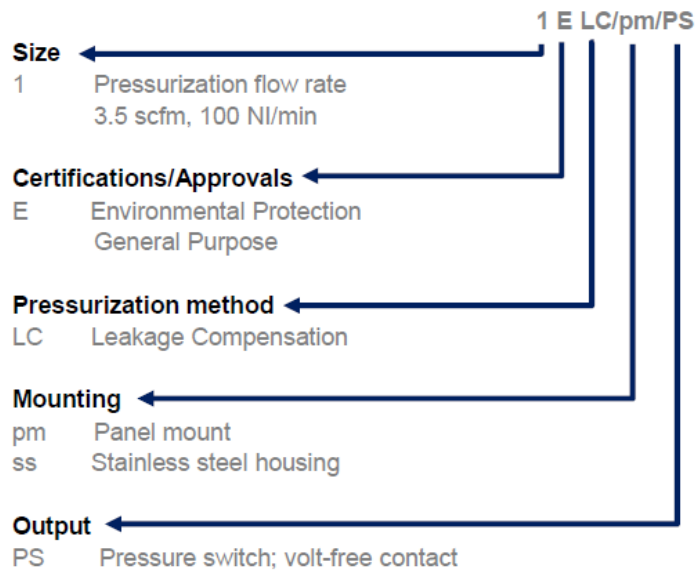 1 E LC/pm/PS
Size
1 Pressurization flow rate
3.5 scfm, 100 Nl/min
Certifications/Approvals
E Environmental Protection
General Purpose
Pressurization method
LC Leakage Compensation
Mounting
pm Panel mount
ss Stainless steel housing
Output
PS Pressure switch; volt-free contact